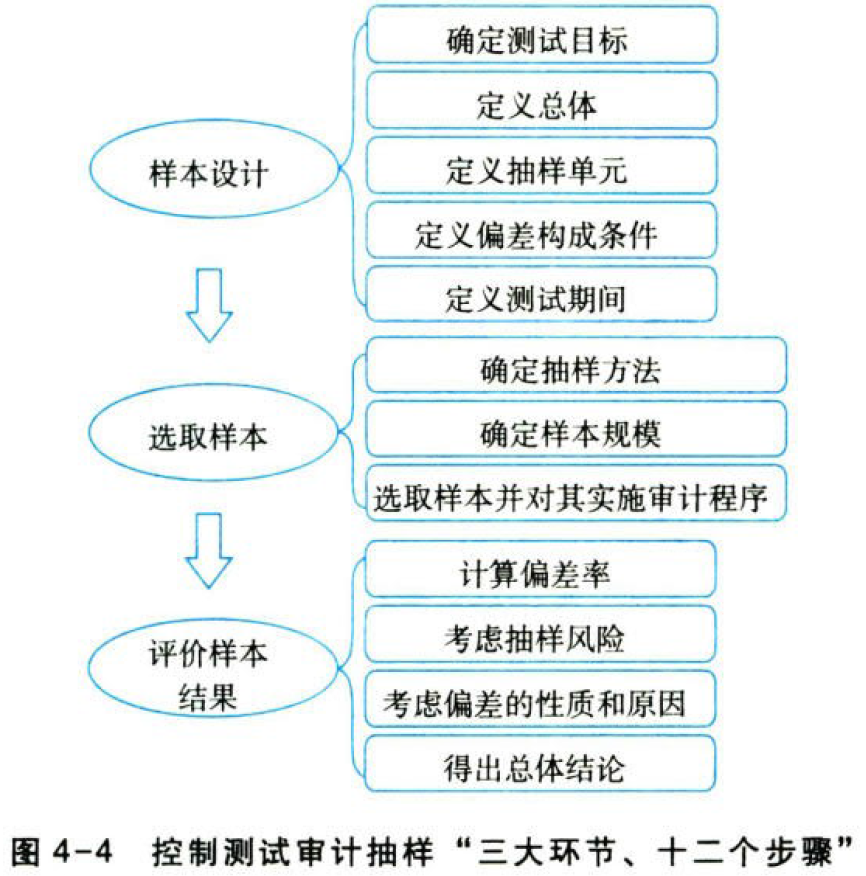 样本设计
确定测试目标
定义总体
定义抽样单元
定义偏差构成条件
定义测试期间
选取样本
确定抽样方法
确定样本规模
选取样本并对其实施审计程序
评价样本
结果
计算偏差率
考虑抽样风险
考虑偏差的性质和原因
得出总体结论
图 4-4 控制测试审计抽样“三大环节、十二个步骤”